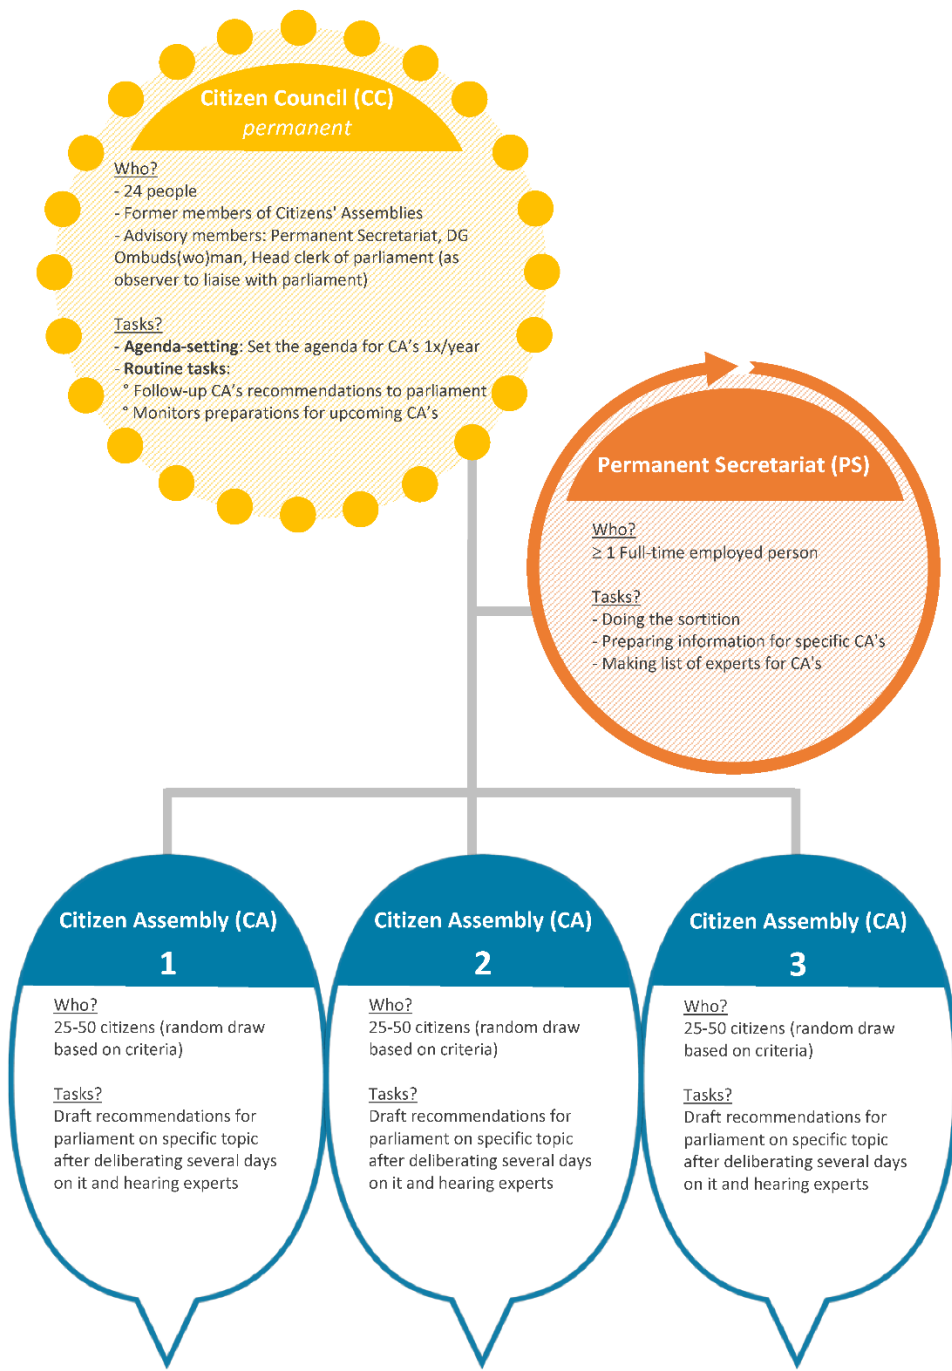 Citizen Council (CC)
permanent
Who?
- 24 people
- Former members of Citizens' Assemblies
- Advisory members: Permanent Secretariat, DG
Ombuds(wo)man, Head clerk of parliament (as
observer to liaise with parliament)
Tasks?
- Agenda-setting: Set the agenda for CA's 1x/year
- Routine tasks:
° Follow-up CA's recommendations to parliament
° Monitors preparations for upcoming CA's
Permanent Secretariat (PS)
Who?
≥ 1 Full-time employed person
Tasks?
- Doing the sortition
- Preparing information for specific CA's
- Making list of experts for CA's
Citizen Assembly (CA)
1
Who?
25-50 citizens (random draw
based on criteria)
Tasks?
Draft recommendations for
parliament on specific topic
after deliberating several days
on it and hearing experts
Citizen Assembly (CA)
2
Who?
25-50 citizens (random draw
based on criteria)
Tasks?
Draft recommendations for
parliament on specific topic
after deliberating several days
on it and hearing experts
Citizen Assembly (CA)
3
Who?
25-50 citizens (random draw
based on criteria)
Tasks?
Draft recommendations for
parliament on specific topic
after deliberating several days
on it and hearing experts